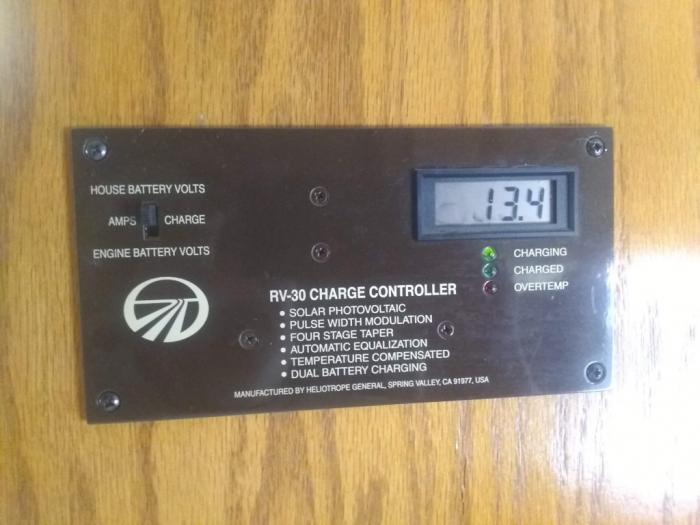 HOUSE BATTERY VOLTS
AMPS CHARGE
ENGINE BATTERY VOLTS
13.4
CHARGING
CHARGED
OVERTEMP
RV-30 CHARGE CONTROLLER
• SOLAR PHOTOVOLTAIC
• PULSE WIDTH MODULATION
• FOUR STAGE TAPER
• AUTOMATIC EQUALIZATION
• TEMPERATURE COMPENSATED
• DUAL BATTERY CHARGING
MANUFACTURED BY HELIOTROPE GENERAL, SPRING VALLEY, CA 91977, USA